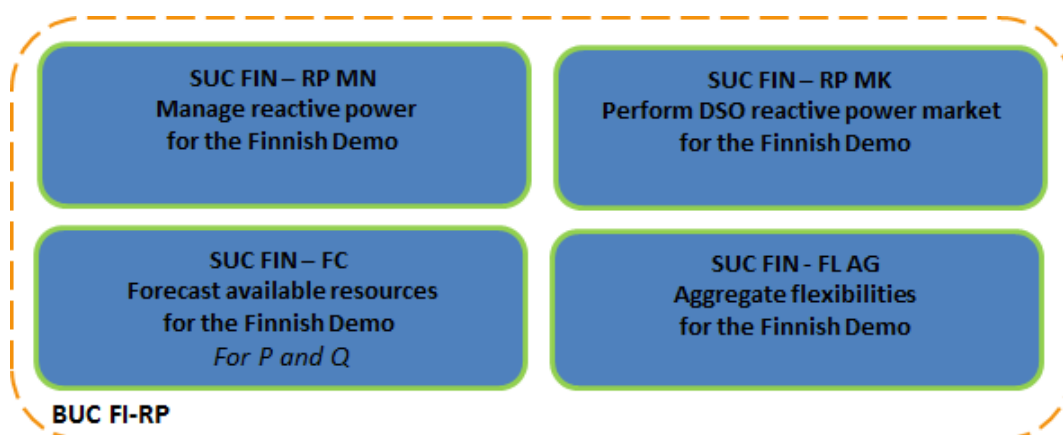 SUC FIN – RP MN
Manage reactive power
for the Finnish Demo
SUC FIN – RP MK
Perform DSO reactive power market
for the Finnish Demo
SUC FIN – FC
Forecast available resources
for the Finnish Demo
For P and Q
SUC FIN - FL AG
Aggregate flexibilities
for the Finnish Demo
BUC FI-RP